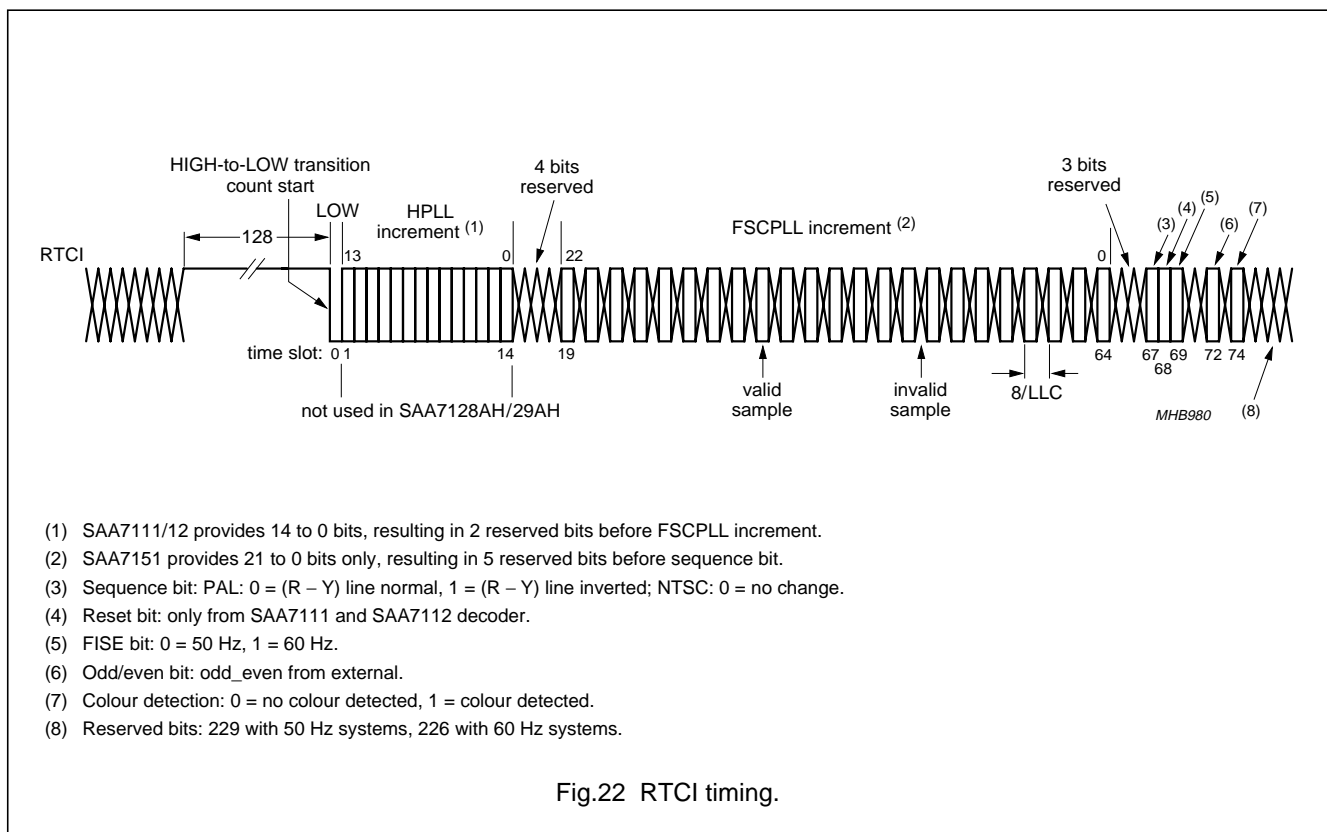 HIGH-to-LOW transition
count start
4 bits
reserved
3 bits
reserved
(3)
(4)
(5)
(6)
(7)
LOW
HPLL
increment (1)
FSCPLL increment (2)
128
RTCI
13
0
22
0
time slot:
0 1
14
19
64
67
68
69
72
74
not used in SAA7128AH/29AH
valid
sample
invalid
sample
8/LLC
MHB980
(8)
(1) SAA7111/12 provides 14 to 0 bits, resulting in 2 reserved bits before FSCPLL increment.
(2) SAA7151 provides 21 to 0 bits only, resulting in 5 reserved bits before sequence bit.
(3) Sequence bit: PAL: 0 = (R − Y) line normal, 1 = (R − Y) line inverted; NTSC: 0 = no change.
(4) Reset bit: only from SAA7111 and SAA7112 decoder.
(5) FISE bit: 0 = 50 Hz, 1 = 60 Hz.
(6) Odd/even bit: odd_even from external.
(7) Colour detection: 0 = no colour detected, 1 = colour detected.
(8) Reserved bits: 229 with 50 Hz systems, 226 with 60 Hz systems.
Fig.22 RTCI timing.